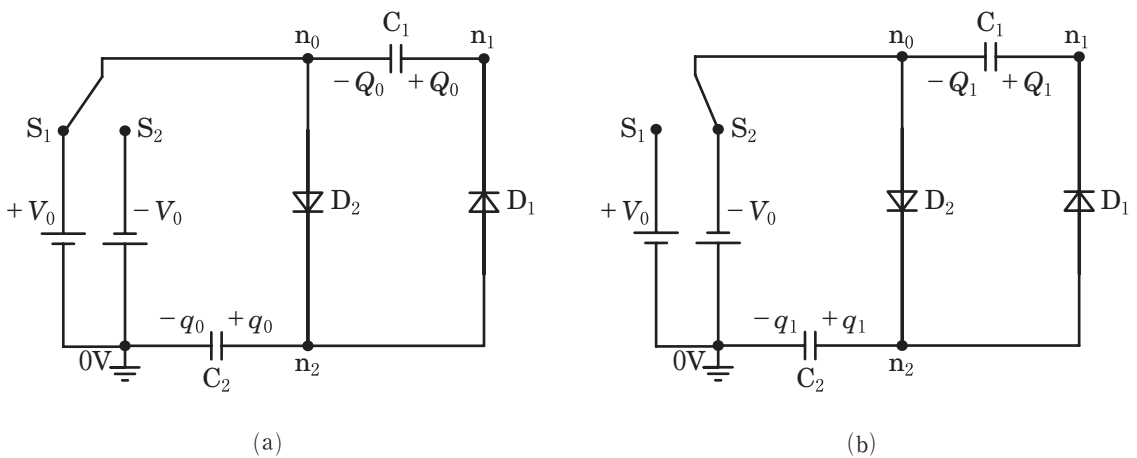 n₀ C₁ n₁
−Q₀ +Q₀
S₁ S₂
D₂ D₁
+V₀ −V₀
−q₀ +q₀
0V C₂ n₂
(a)
n₀ C₁ n₁
−Q₁ +Q₁
S₁ S₂
D₂ D₁
+V₀ −V₀
−q₁ +q₁
0V C₂ n₂
(b)